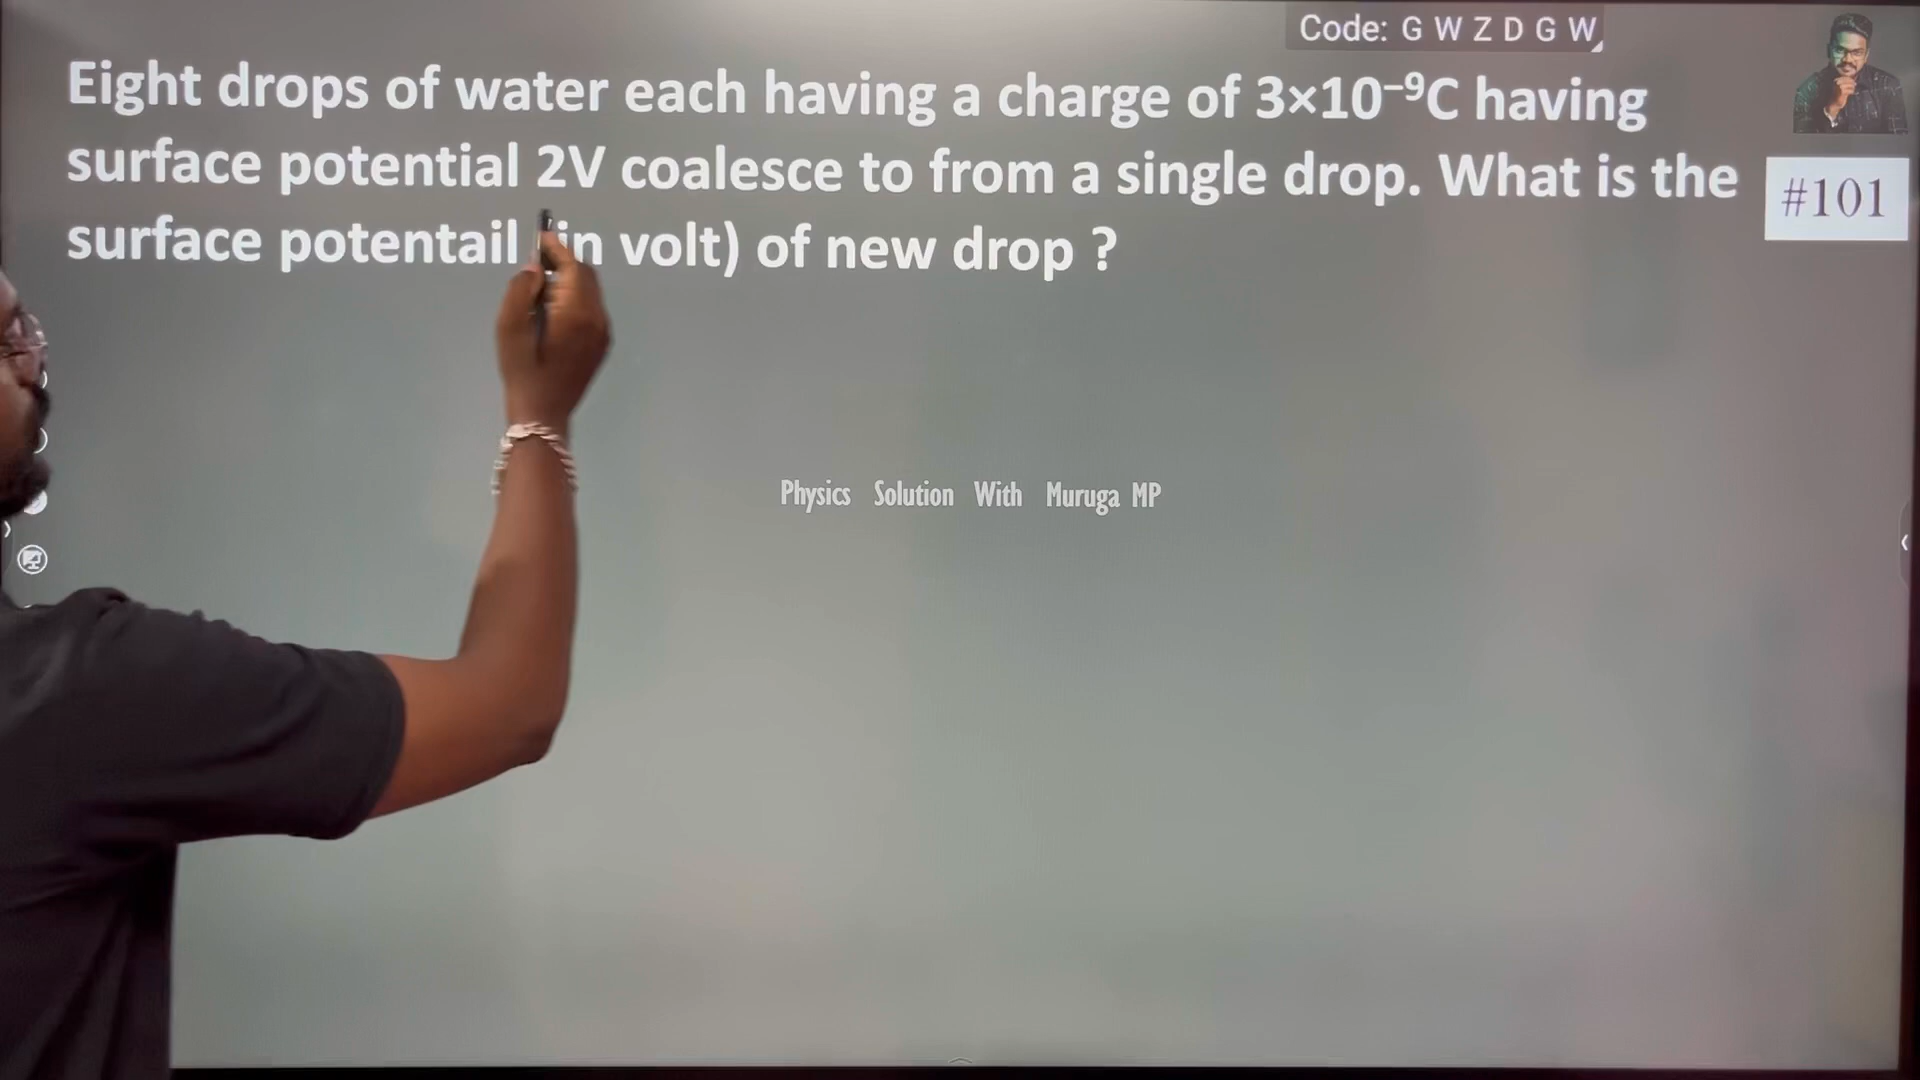 Code: G W Z D G W
Eight drops of water each having a charge of 3×10⁻⁹C having
surface potential 2V coalesce to from a single drop. What is the
#101
surface potentail in volt) of new drop ?
Physics Solution With Muruga MP